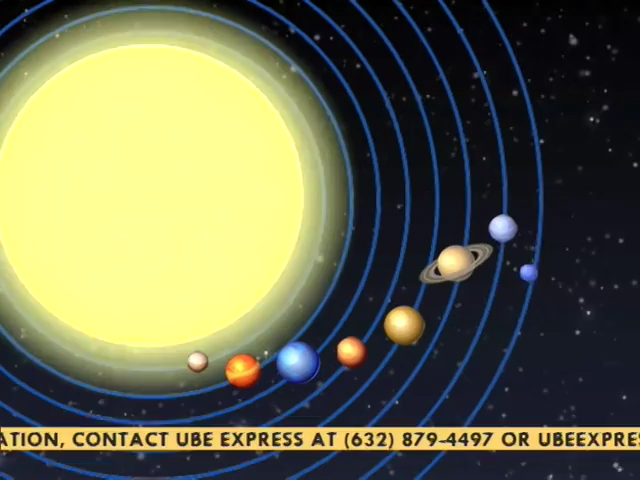 ATION, CONTACT UBE EXPRESS AT (632) 879-4497 OR UBEEXPRES